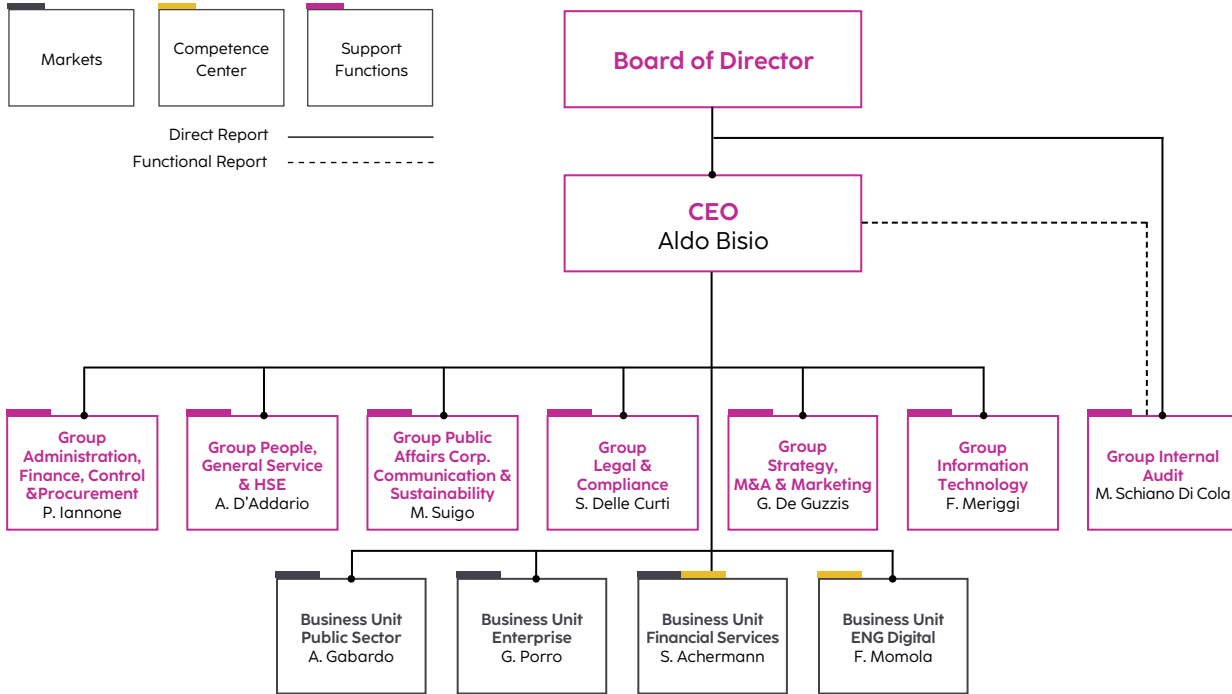 Markets
Competence
Center
Support
Functions
Direct Report
Functional Report
Board of Director
CEO
Aldo Bisio
Group
Administration,
Finance, Control
&Procurement
P. Iannone
Group People,
General Service
& HSE
A. D’Addario
Group Public
Affairs Corp.
Communication &
Sustainability
M. Suigo
Group
Legal &
Compliance
S. Delle Curti
Group
Strategy,
M&A & Marketing
G. De Guzzis
Group
Information
Technology
F. Meriggi
Group Internal
Audit
M. Schiano Di Cola
Business Unit
Public Sector
A. Gabardo
Business Unit
Enterprise
G. Porro
Business Unit
Financial Services
S. Achermann
Business Unit
ENG Digital
F. Momola